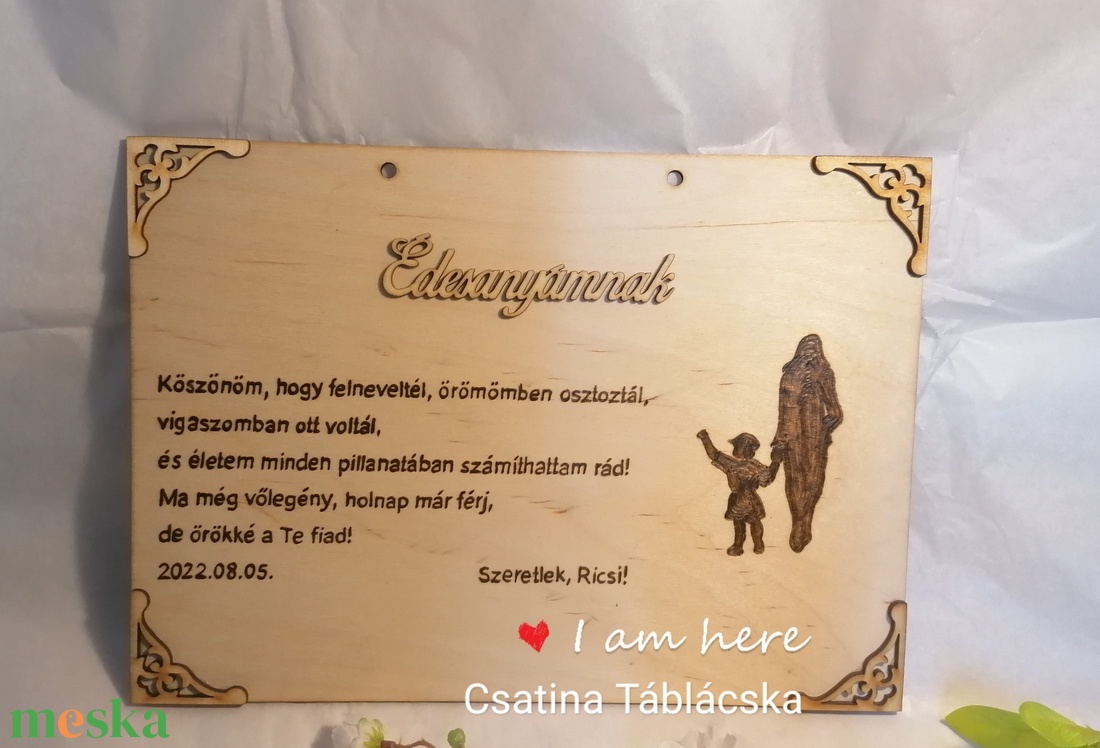 Édesanyámnak
Köszönöm, hogy felneveltél, örömömben osztoztál,
vigaszomban ott voltál,
és életem minden pillanatában számíthattam rád!
Ma még vőlegény, holnap már férj,
de örökké a Te fiad!
2022.08.05. Szeretlek, Ricsi!
I am here
Csatina Táblácska
meska